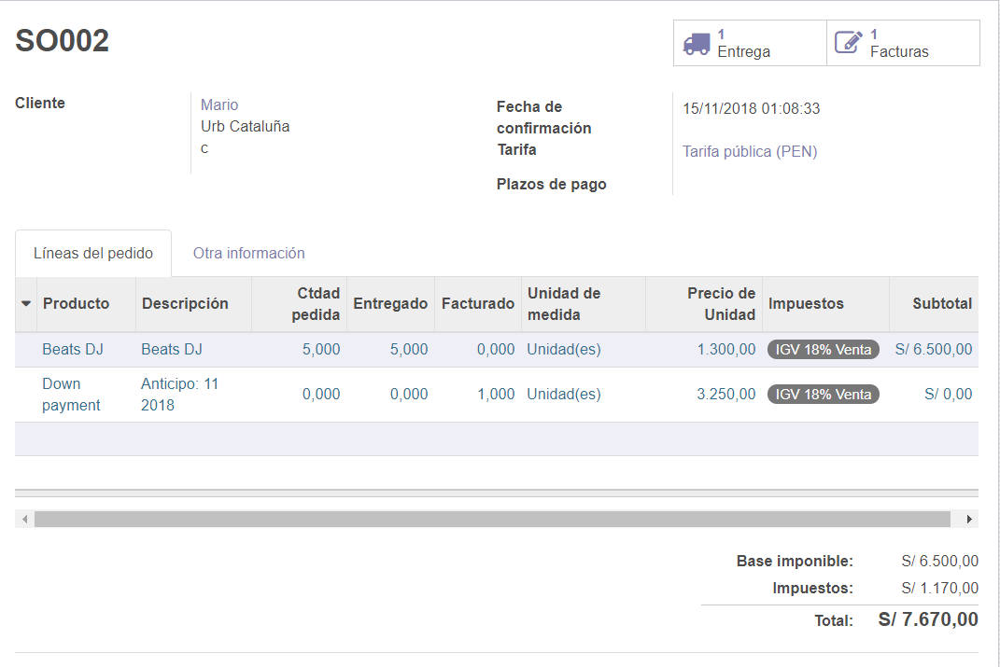 SO002
1
Entrega
1
Facturas
Cliente
Mario
Urb Cataluña
c
Fecha de
confirmación
15/11/2018 01:08:33
Tarifa
Tarifa pública (PEN)
Plazos de pago
Líneas del pedido Otra información
Producto Descripción Ctdad pedida Entregado Facturado Unidad de medida Precio de Unidad Impuestos Subtotal
Beats DJ Beats DJ 5,000 5,000 0,000 Unidad(es) 1.300,00 IGV 18% Venta S/ 6.500,00
Down payment Anticipo: 11 2018 0,000 0,000 1,000 Unidad(es) 3.250,00 IGV 18% Venta S/ 0,00
Base imponible: S/ 6.500,00
Impuestos: S/ 1.170,00
Total: S/ 7.670,00